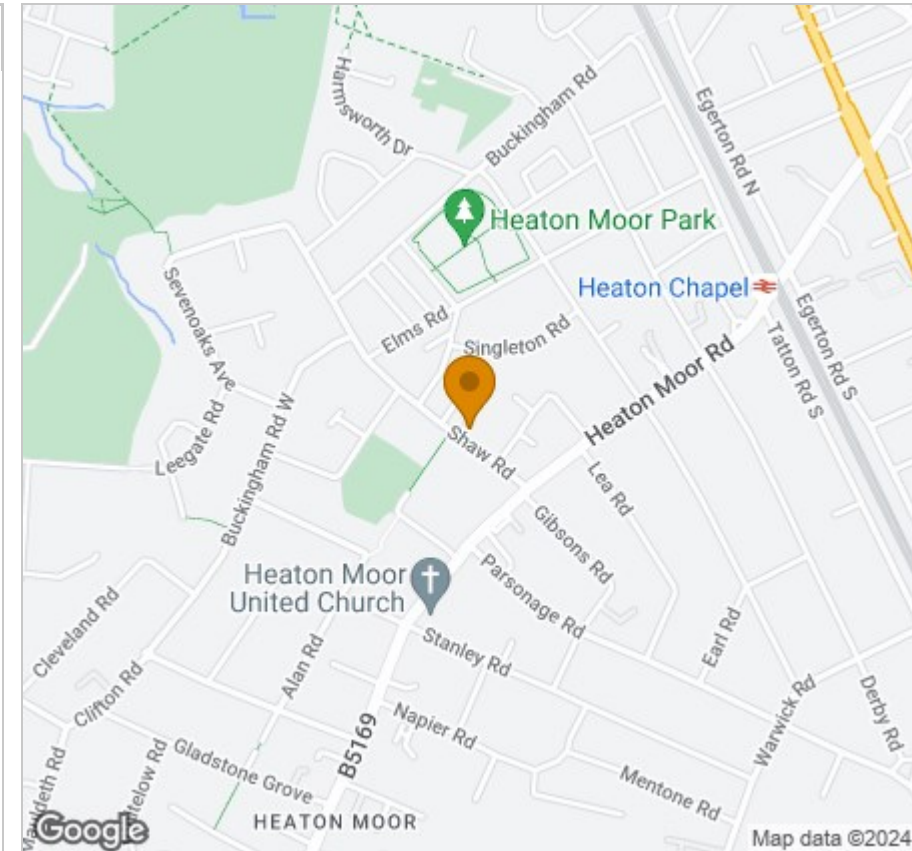 Harmsworth Dr
Buckingham Rd
Egerton Rd N
Heaton Moor Park
Heaton Chapel
Sevenoaks Ave
Elms Rd
Singleton Rd
Egerton Rd S
Tatton Rd S
Heaton Moor Rd
Leegate Rd
Buckingham Rd W
Shaw Rd
Lea Rd
Gibsons Rd
Heaton Moor
United Church
Parsonage Rd
Cleveland Rd
Stanley Rd
Earl Rd
Alan Rd
Clifton Rd
Warwick Rd
Derby Rd
Napier Rd
B5169
Gladstone Grove
Mentone Rd
Mauldeth Rd
HEATON MOOR
Google
Map data ©2024